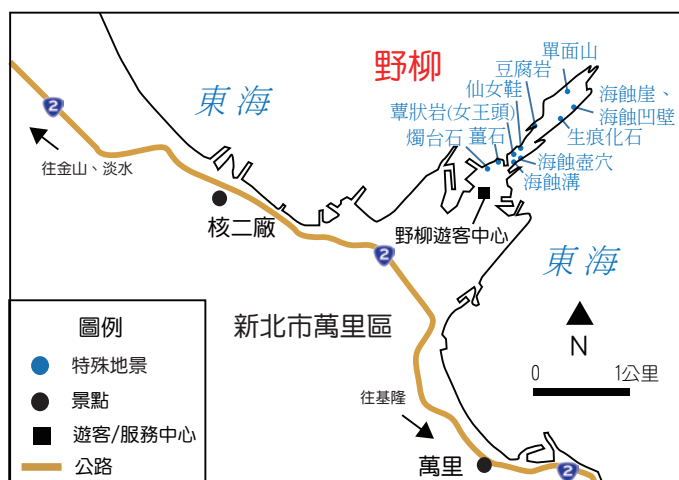 野柳
東海
單面山
豆腐岩
仙女鞋
海蝕崖、
海蝕凹壁
蕈狀岩(女王頭)
生痕化石
燭台石
薑石
海蝕壺穴
海蝕溝
2
往金山、淡水
核二廠
野柳遊客中心
2
東海
新北市萬里區
N
0 1公里
往基隆
萬里
2
圖例
特殊地景
景點
遊客/服務中心
公路